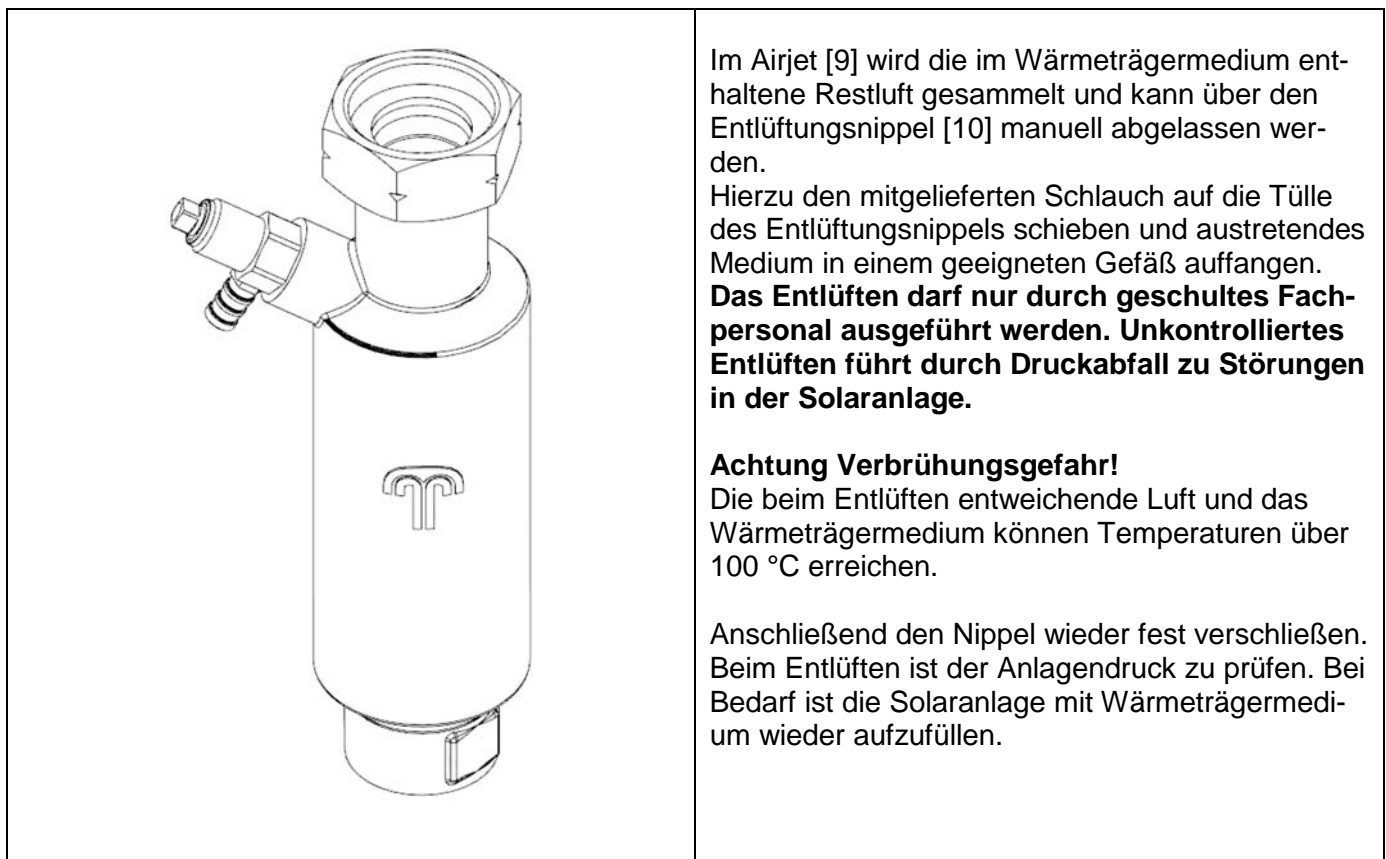 Im Airjet [9] wird die im Wärmeträgermedium ent-
haltene Restluft gesammelt und kann über den
Entlüftungsnippel [10] manuell abgelassen wer-
den.
Hierzu den mitgelieferten Schlauch auf die Tülle
des Entlüftungsnippels schieben und austretendes
Medium in einem geeigneten Gefäß auffangen.
Das Entlüften darf nur durch geschultes Fach-
personal ausgeführt werden. Unkontrolliertes
Entlüften führt durch Druckabfall zu Störungen
in der Solaranlage.
Achtung Verbrühungsgefahr!
Die beim Entlüften entweichende Luft und das
Wärmeträgermedium können Temperaturen über
100 °C erreichen.
Anschließend den Nippel wieder fest verschließen.
Beim Entlüften ist der Anlagendruck zu prüfen. Bei
Bedarf ist die Solaranlage mit Wärmeträgermedi-
um wieder aufzufüllen.